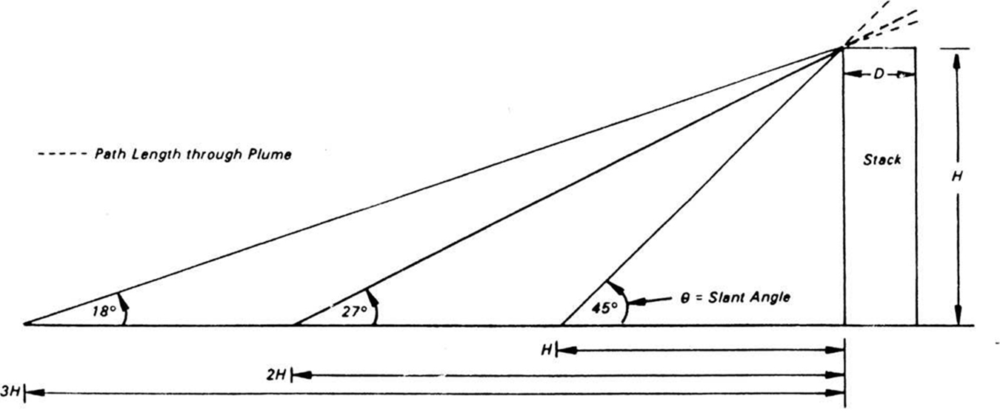 D
----- Path Length through Plume
Stack
H
18°
27°
45°
θ = Slant Angle
H
2H
3H